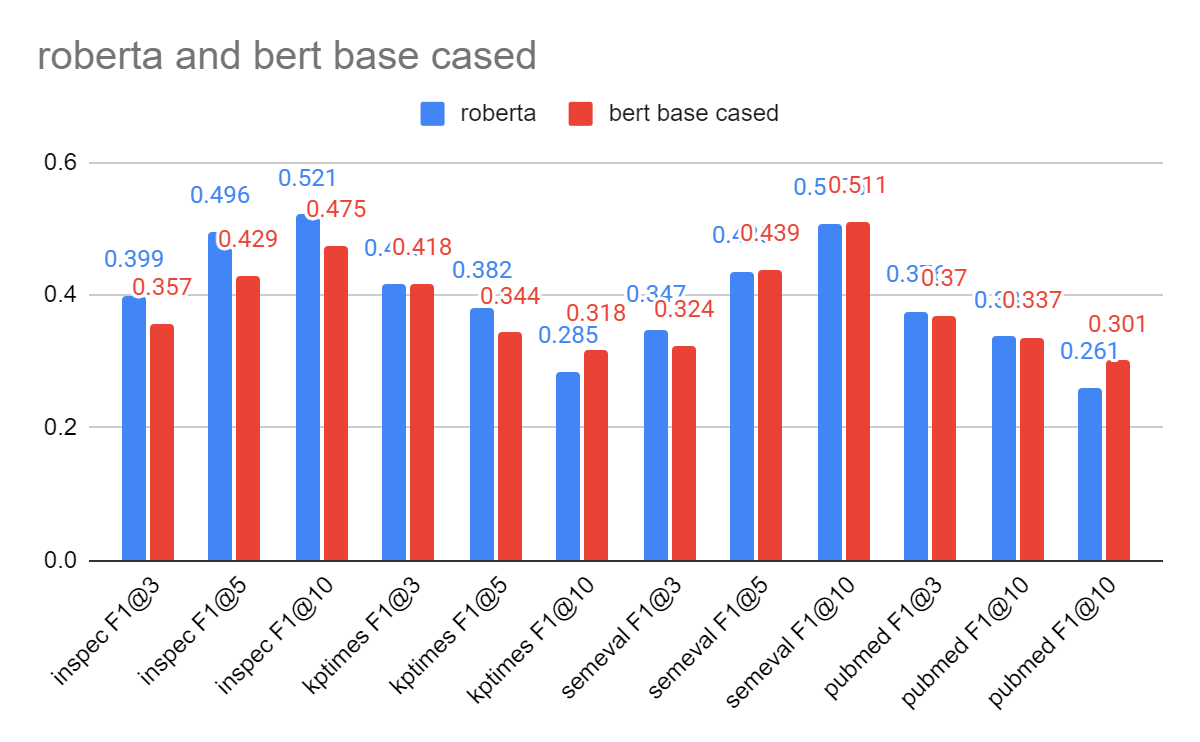 roberta and bert base cased
roberta
bert base cased
0.6
0.4
0.2
0.0
0.399
0.357
0.496
0.429
0.521
0.475
0.418
0.382
0.344
0.285
0.318
0.347
0.324
0.439
0.511
0.37
0.337
0.261
0.301
inspec F1@3
inspec F1@5
inspec F1@10
kptimes F1@3
kptimes F1@5
kptimes F1@10
semeval F1@3
semeval F1@5
semeval F1@10
pubmed F1@3
pubmed F1@10
pubmed F1@10